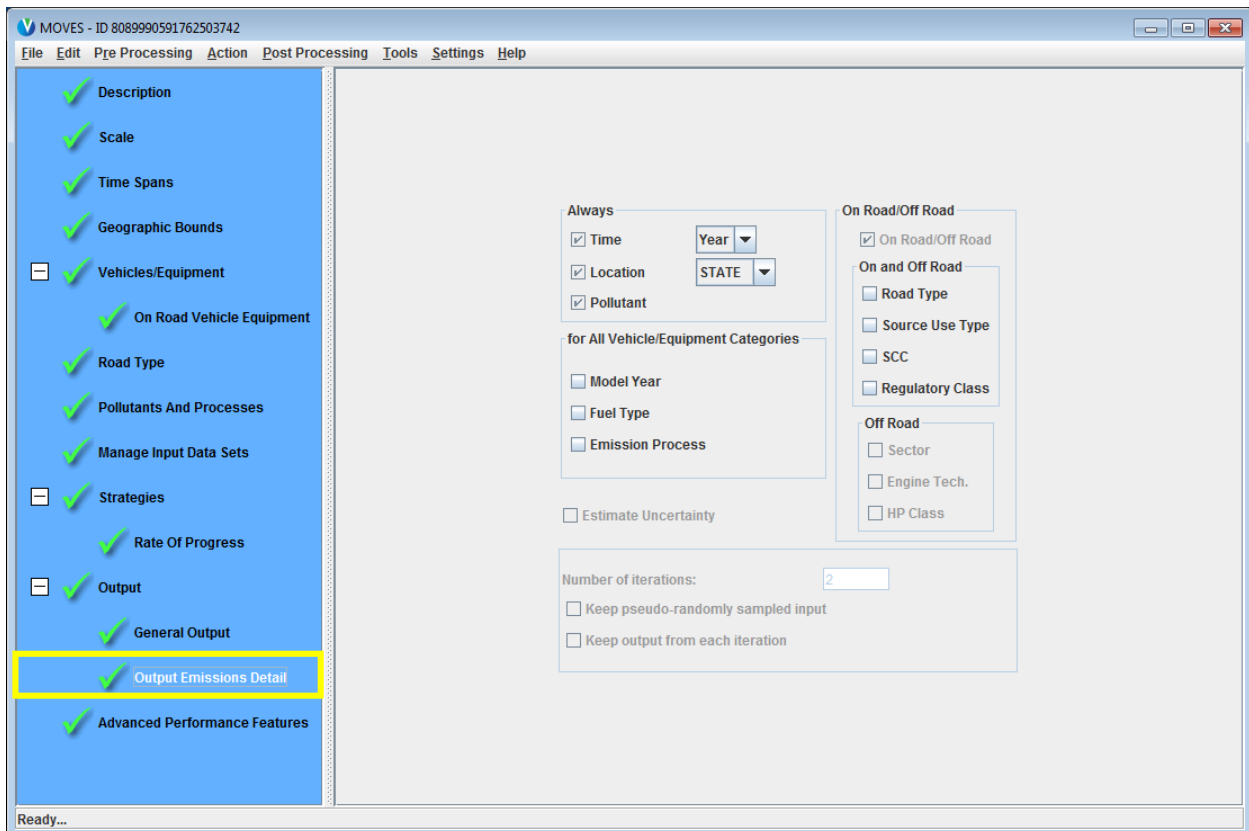 MOVES - ID 8089990591762503742
File Edit Pre Processing Action Post Processing Tools Settings Help
Description
Scale
Time Spans
Geographic Bounds
Vehicles/Equipment
On Road Vehicle Equipment
Road Type
Pollutants And Processes
Manage Input Data Sets
Strategies
Rate Of Progress
Output
General Output
Output Emissions Detail
Advanced Performance Features
Always
Time Year
Location STATE
Pollutant
for All Vehicle/Equipment Categories
Model Year
Fuel Type
Emission Process
On Road/Off Road
On Road/Off Road
On and Off Road
Road Type
Source Use Type
SCC
Regulatory Class
Off Road
Sector
Engine Tech.
HP Class
Estimate Uncertainty
Number of iterations: 2
Keep pseudo-randomly sampled input
Keep output from each iteration
Ready...